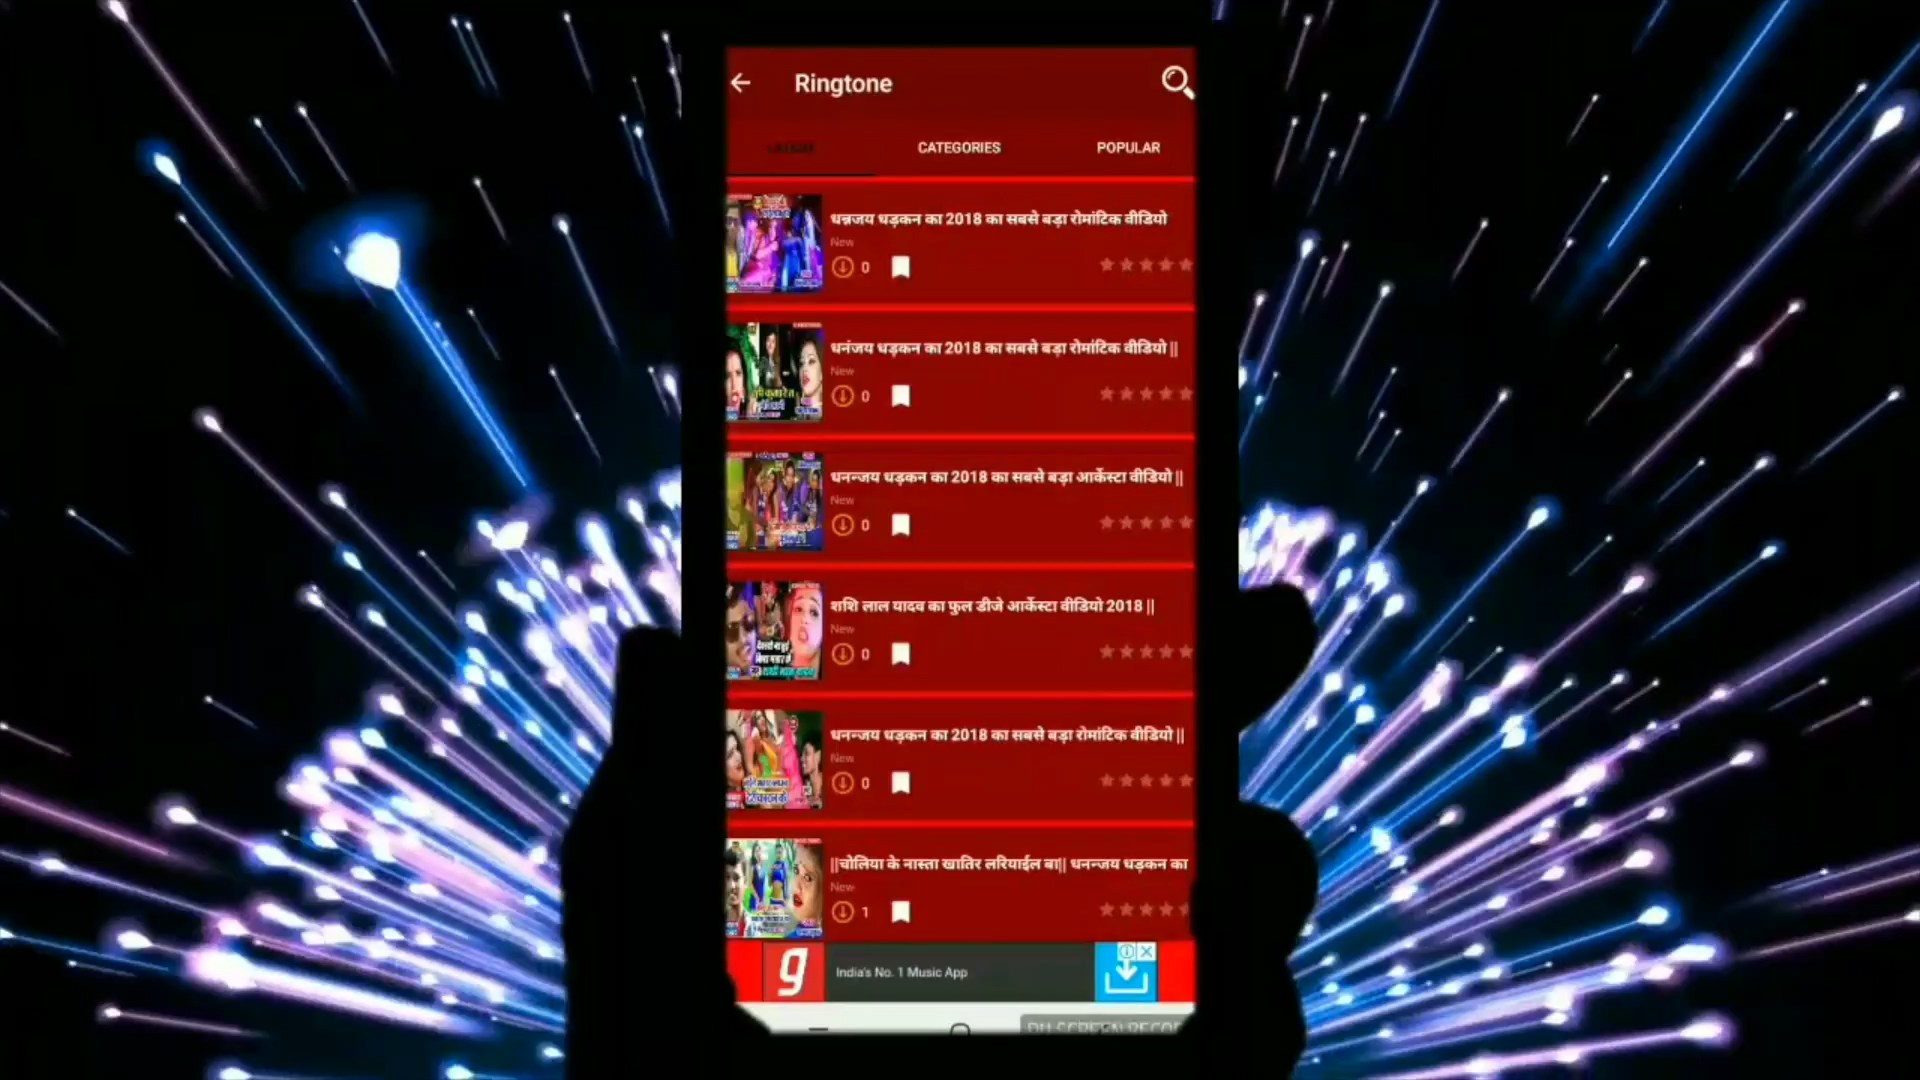 Ringtone
CATEGORIES
POPULAR
धन्नजय धड़कन का 2018 का सबसे बड़ा रोमांटिक वीडियो
New
0
धनंजय धड़कन का 2018 का सबसे बड़ा रोमांटिक वीडियो ||
New
0
धनन्जय धड़कन का 2018 का सबसे बड़ा आर्केस्टा वीडियो ||
New
0
शशि लाल यादव का फुल डीजे आर्केस्टा वीडियो 2018 ||
New
0
धनन्जय धड़कन का 2018 का सबसे बड़ा रोमांटिक वीडियो ||
New
0
||चोलिया के नास्ता खातिर लरियाईल बा|| धनन्जय धड़कन का
New
1
g
India's No. 1 Music App